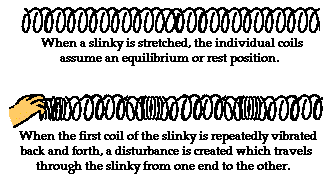 When a slinky is stretched, the individual coils
assume an equilibrium or rest position.
When the first coil of the slinky is repeatedly vibrated
back and forth, a disturbance is created which travels
through the slinky from one end to the other.